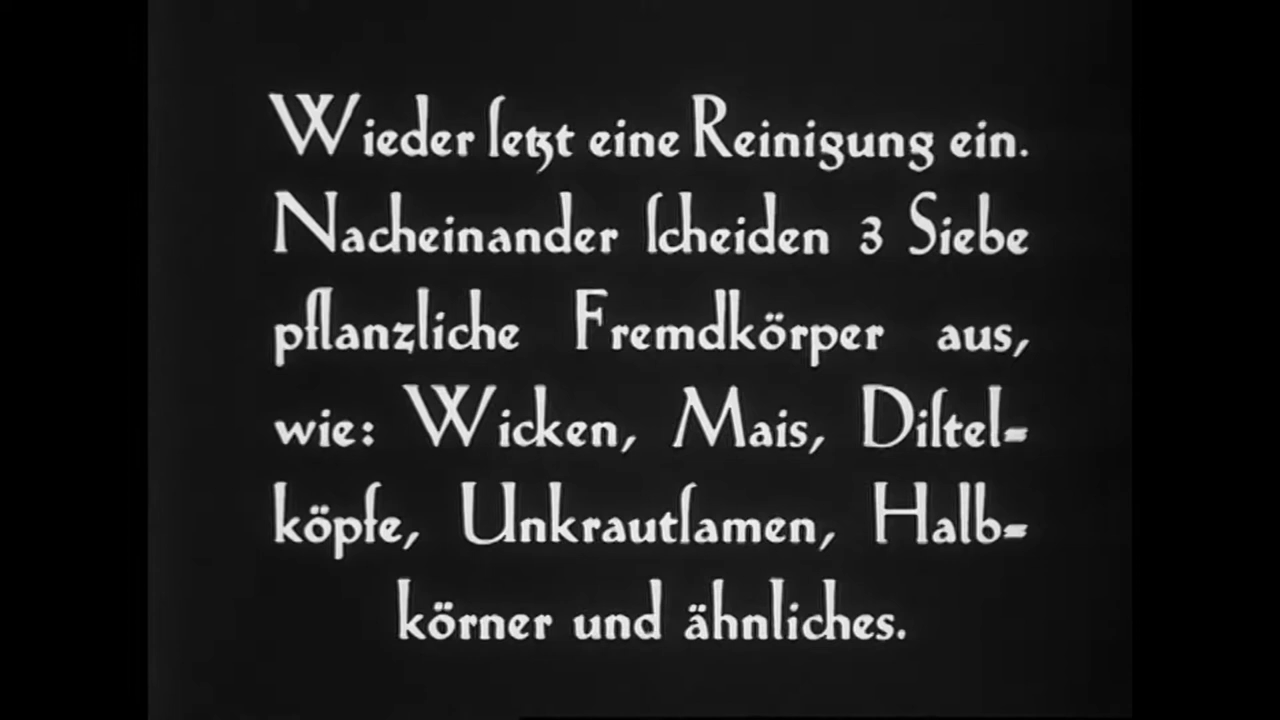 Wieder ſetzt eine Reinigung ein.
Nacheinander ſcheiden 3 Siebe
pflanzliche Fremdkörper aus,
wie: Wicken, Mais, Diſtel-
köpfe, Unkrautſamen, Halb-
körner und ähnliches.